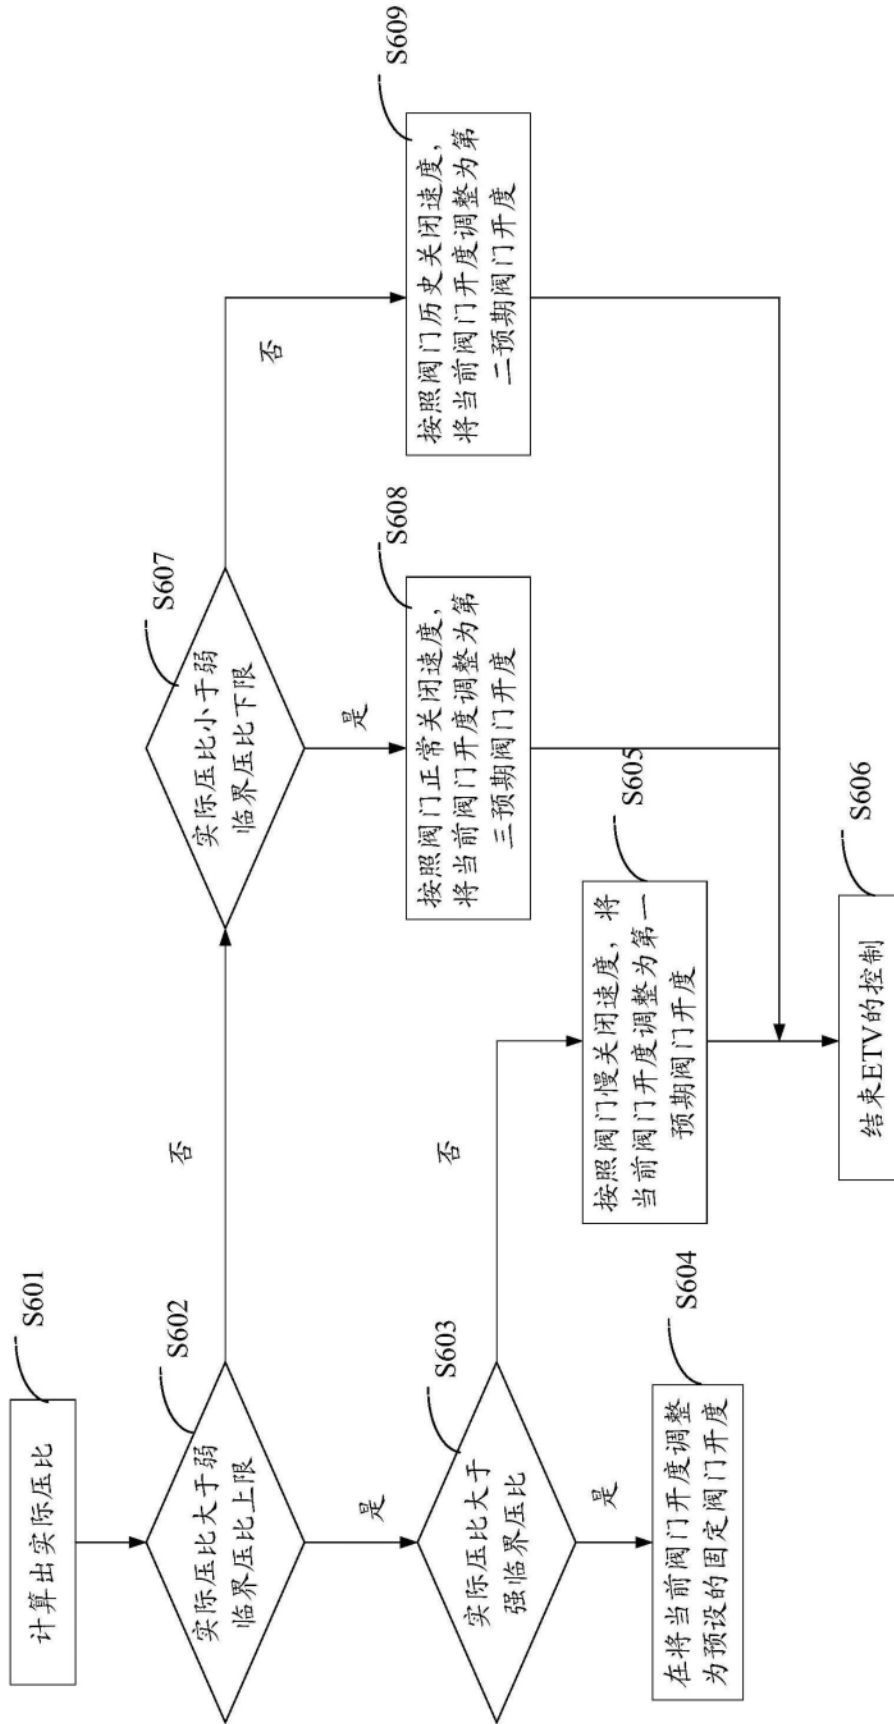 S601
计算出实际压比
S602
实际压比大于弱
临界压比上限
否
是
S603
实际压比大于
强临界压比
否
是
S604
在将当前阀门开度调整
为预设的固定阀门开度
S605
按照阀门慢关闭速度，将
当前阀门开度调整为第一
预期阀门开度
S606
结束ETV的控制
S607
实际压比小于弱
临界压比下限
否
是
S608
按照阀门正常关闭速度，
将当前阀门开度调整为第
三预期阀门开度
S609
按照阀门历史关闭速度，
将当前阀门开度调整为第
二预期阀门开度